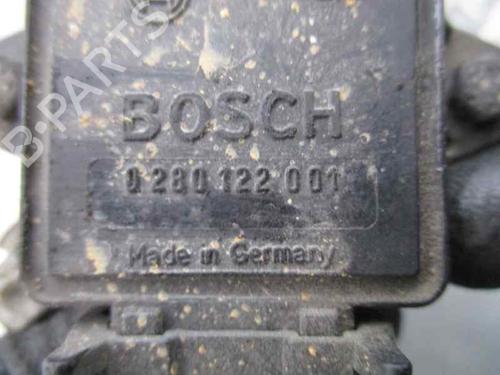 B-PARTS
BOSCH
0 280 122 001
Made in Germany